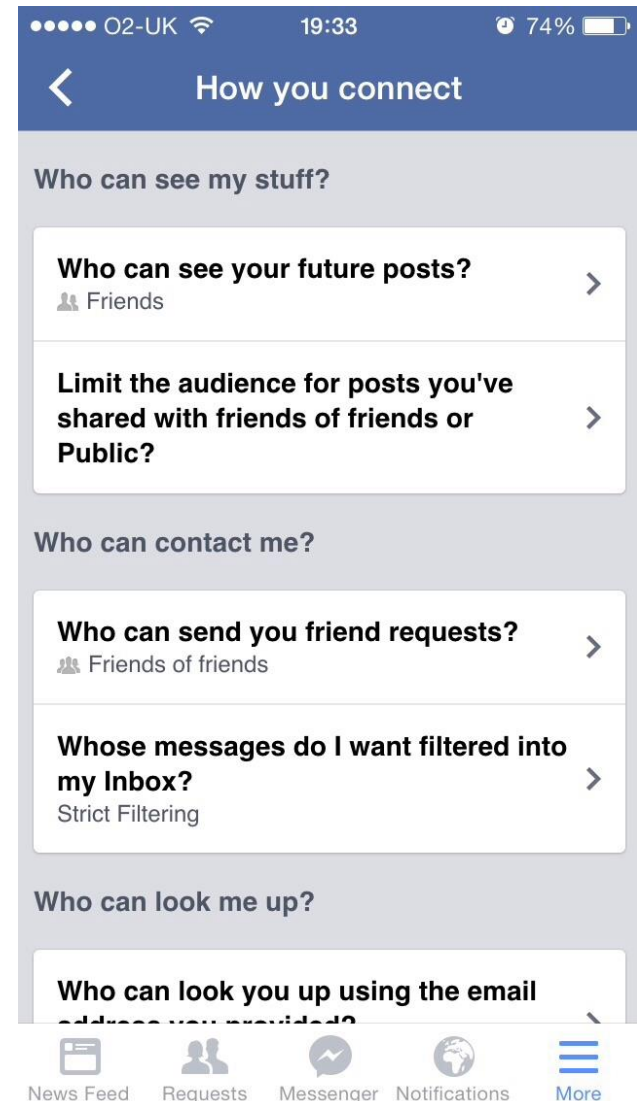 O2-UK 19:33 74%
How you connect
Who can see my stuff?
Who can see your future posts?
Friends
Limit the audience for posts you've
shared with friends of friends or
Public?
Who can contact me?
Who can send you friend requests?
Friends of friends
Whose messages do I want filtered into
my Inbox?
Strict Filtering
Who can look me up?
Who can look you up using the email
address you provided?
News Feed Requests Messenger Notifications More